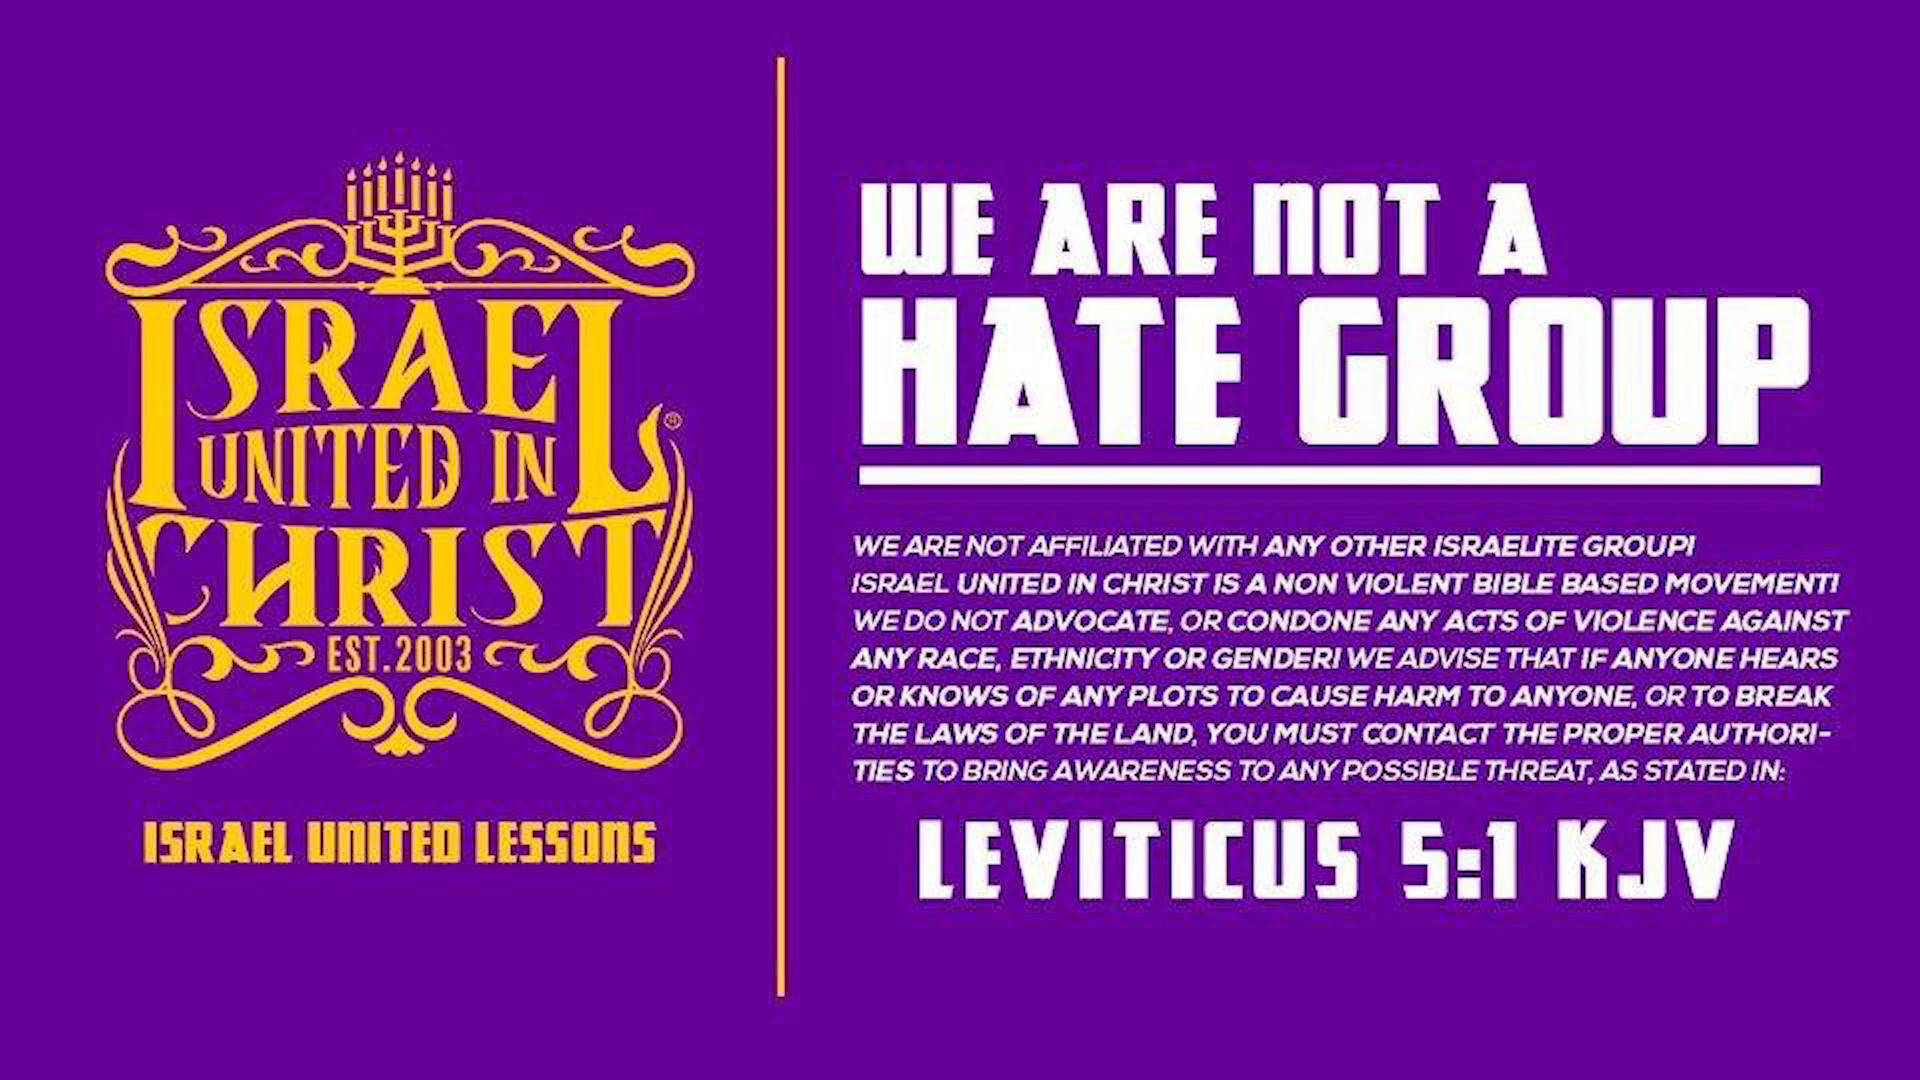 ISRAEL
UNITED IN
CHRIST
®
EST.2003
ISRAEL UNITED LESSONS
WE ARE NOT A
HATE GROUP
WE ARE NOT AFFILIATED WITH ANY OTHER ISRAELITE GROUP!
ISRAEL UNITED IN CHRIST IS A NON VIOLENT BIBLE BASED MOVEMENT!
WE DO NOT ADVOCATE, OR CONDONE ANY ACTS OF VIOLENCE AGAINST
ANY RACE, ETHNICITY OR GENDER! WE ADVISE THAT IF ANYONE HEARS
OR KNOWS OF ANY PLOTS TO CAUSE HARM TO ANYONE, OR TO BREAK
THE LAWS OF THE LAND, YOU MUST CONTACT THE PROPER AUTHORI-
TIES TO BRING AWARENESS TO ANY POSSIBLE THREAT, AS STATED IN:
LEVITICUS 5:1 KJV